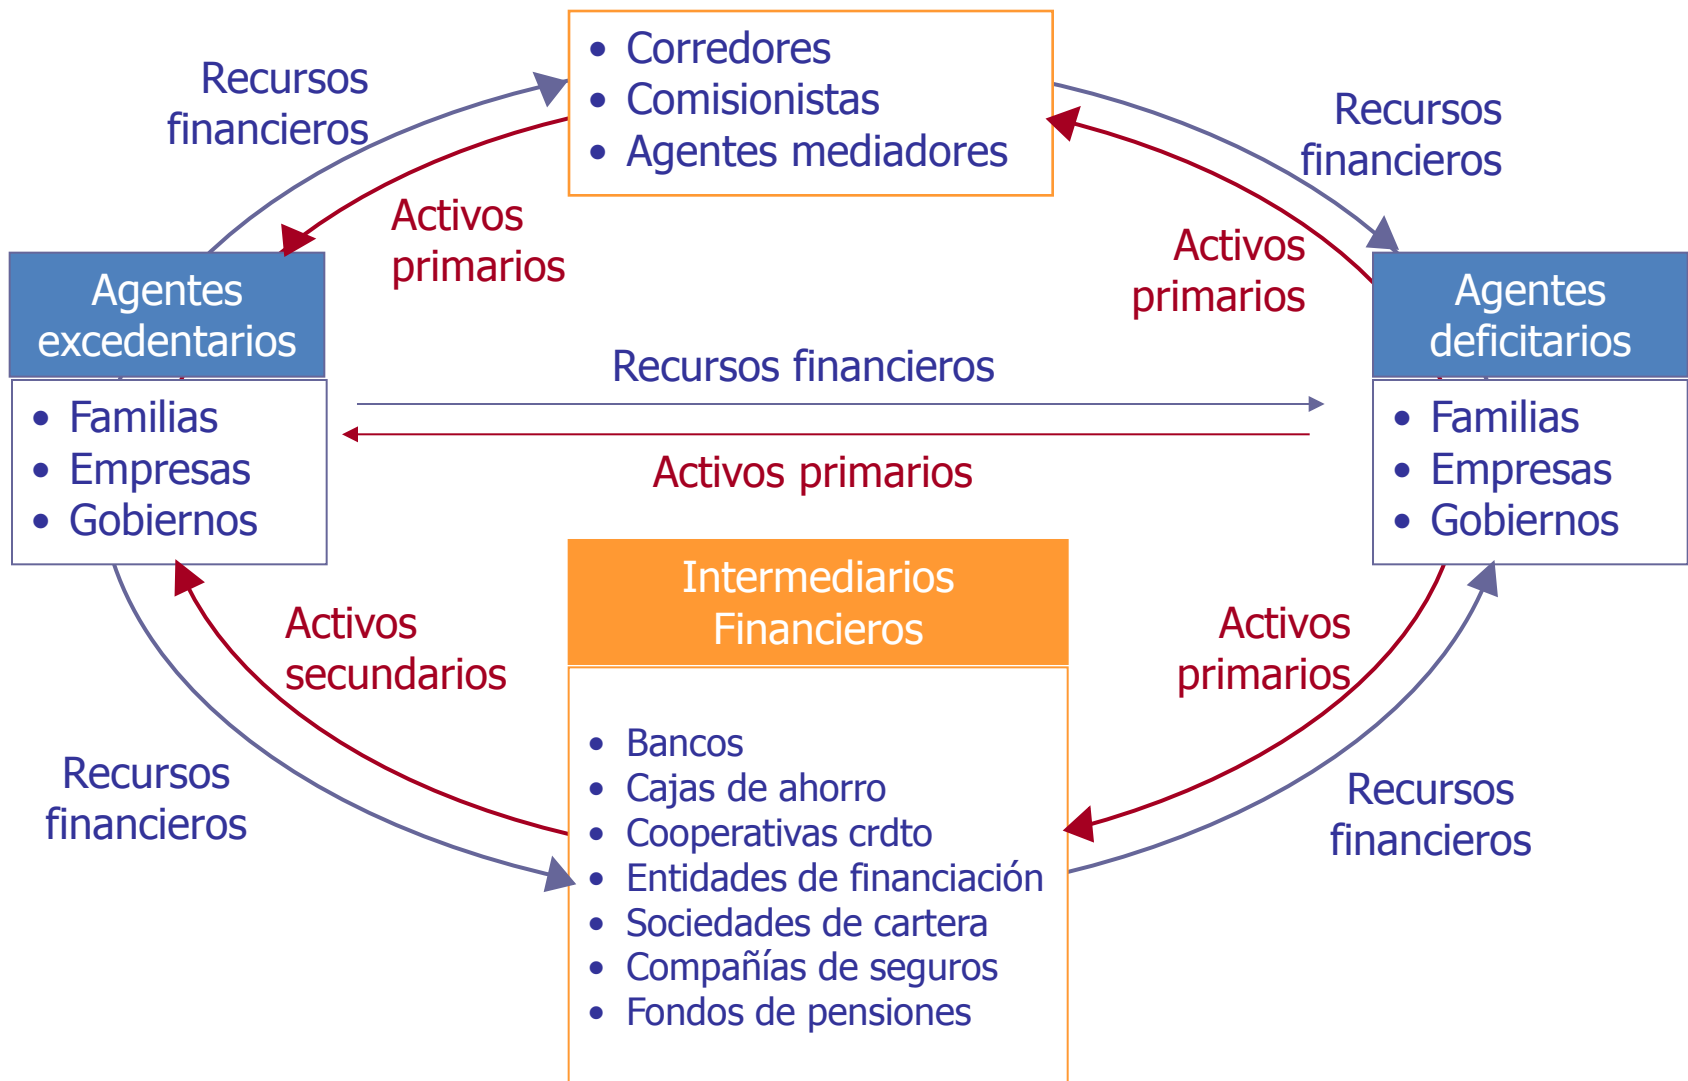 • Corredores
• Comisionistas
• Agentes mediadores
Recursos
financieros
Recursos
financieros
Activos
primarios
Activos
primarios
Agentes
excedentarios
• Familias
• Empresas
• Gobiernos
Recursos financieros
Activos primarios
Agentes
deficitarios
• Familias
• Empresas
• Gobiernos
Activos
secundarios
Recursos
financieros
Intermediarios
Financieros
• Bancos
• Cajas de ahorro
• Cooperativas crdto
• Entidades de financiación
• Sociedades de cartera
• Compañías de seguros
• Fondos de pensiones
Activos
primarios
Recursos
financieros